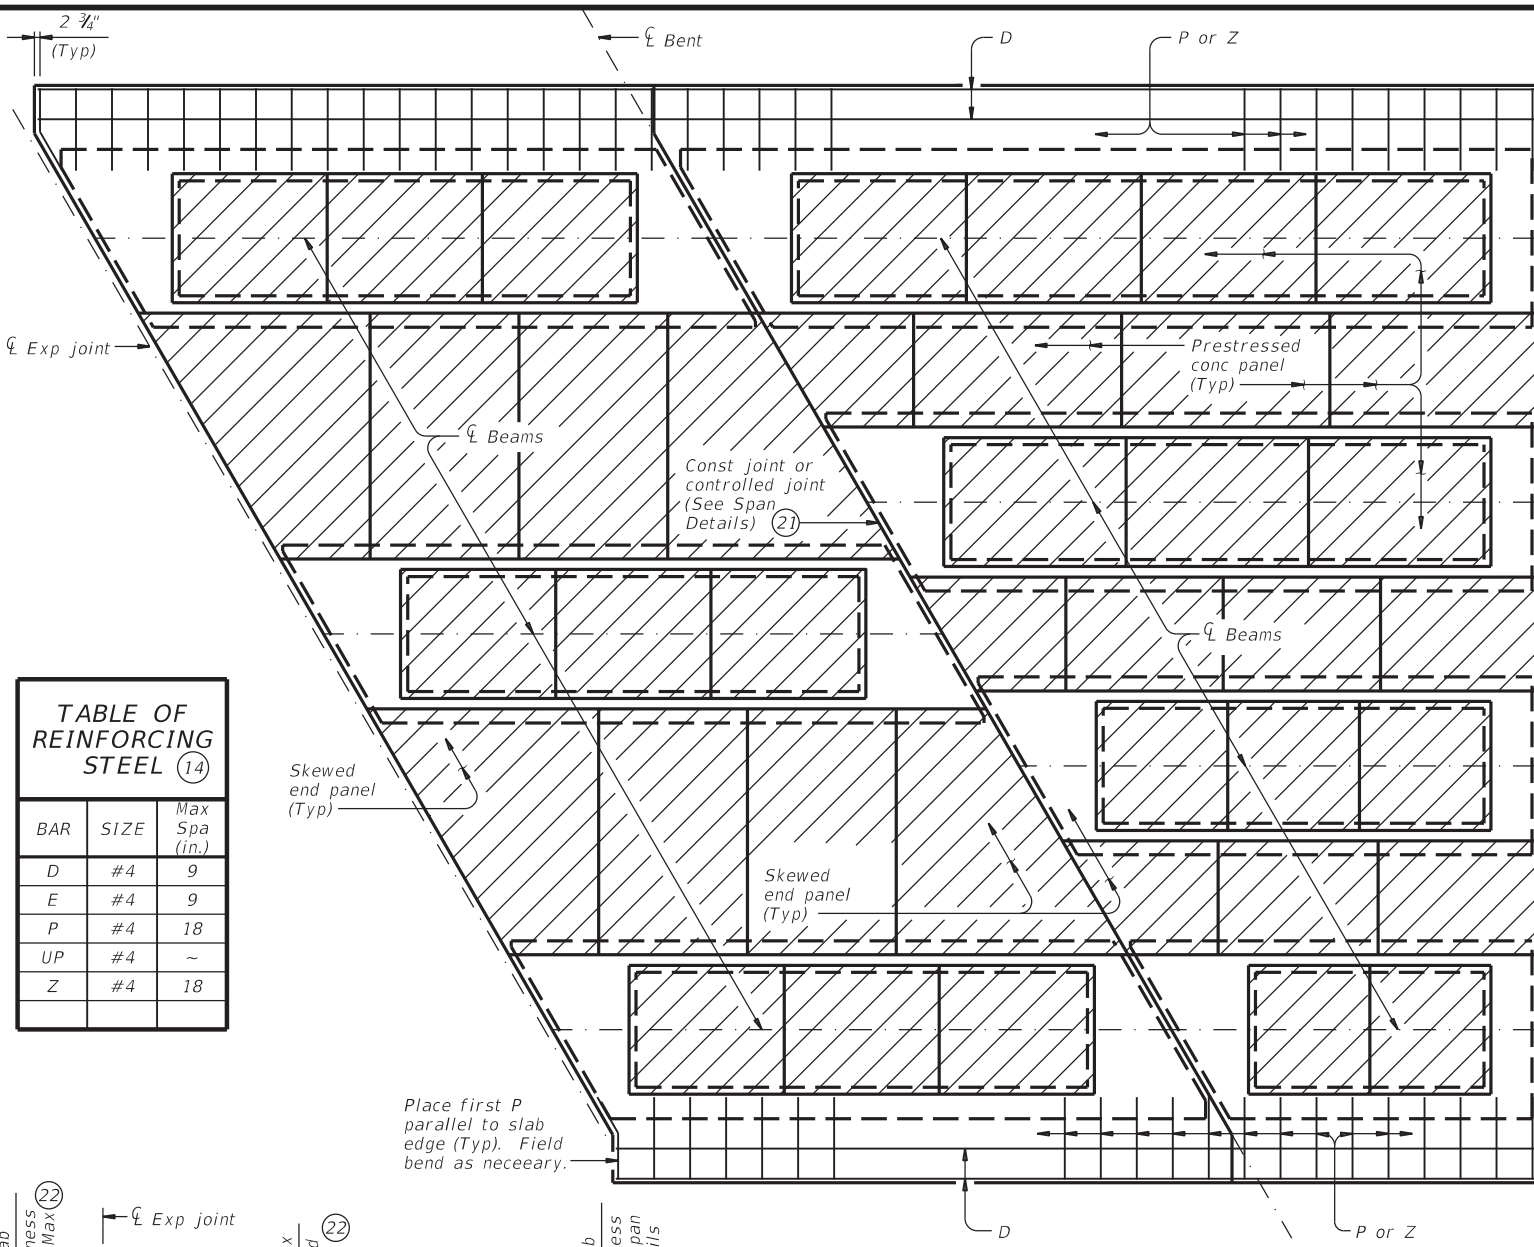 2 ¾"
(Typ)
℄ Bent
D
P or Z
℄ Exp joint
Prestressed
conc panel
(Typ)
℄ Beams
Const joint or
controlled joint
(See Span
Details) 21
℄ Beams
TABLE OF
REINFORCING
STEEL 14
BAR SIZE Max Spa (in.)
D #4 9
E #4 9
P #4 18
UP #4 ~
Z #4 18
Skewed
end panel
(Typ)
Skewed
end panel
(Typ)
Place first P
parallel to slab
edge (Typ). Field
bend as neceeary.
22
Max
℄ Exp joint
22
D
P or Z